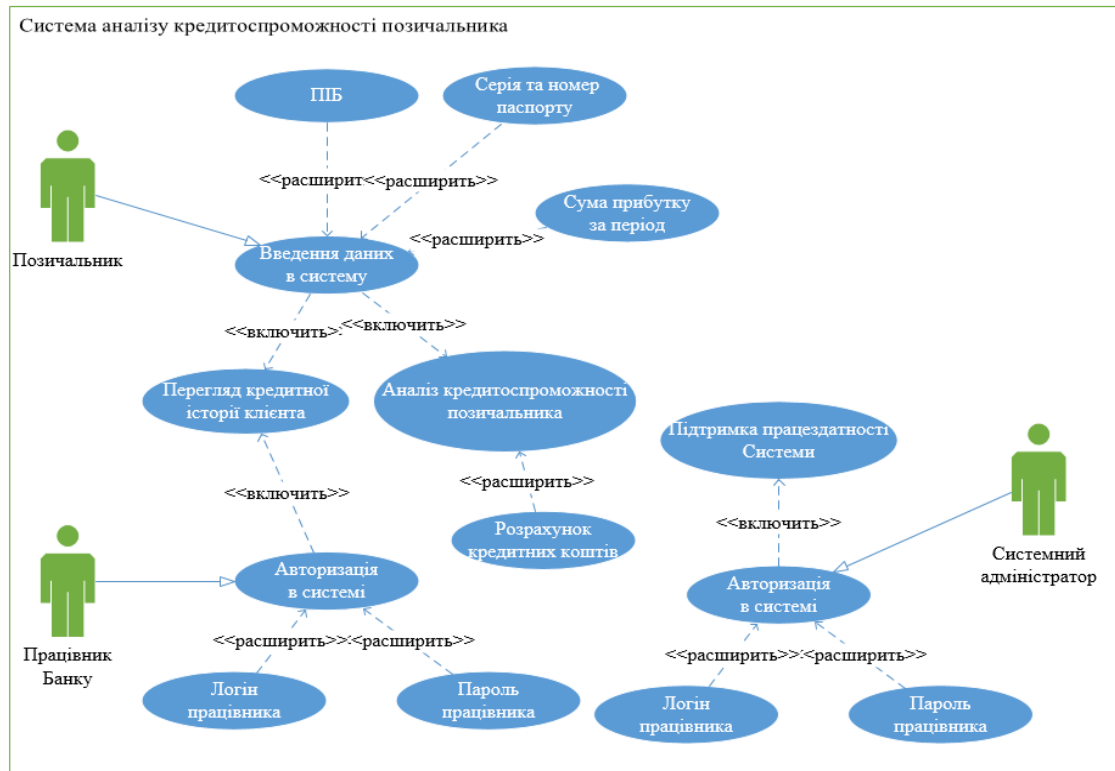 Система аналізу кредитоспроможності позичальника
ПІБ
Серія та номер
паспорту
<<расширит
<<расширить>>
Сума прибутку
за період
<<расширить>>
Позичальник
Введення даних
в систему
<<включить>
<<включить>>
Перегляд кредитної
історії клієнта
Аналіз кредитоспроможності
позичальника
Підтримка працездатності
Системи
<<расширить>>
<<включить>>
Розрахунок
кредитних коштів
<<включить>>
Системний
адміністратор
Авторизація
в системі
Авторизація
в системі
Працівник
Банку
<<расширить>>
<<расширить>>
<<расширить>>
<<расширить>>
Логін
працівника
Пароль
працівника
Логін
працівника
Пароль
працівника